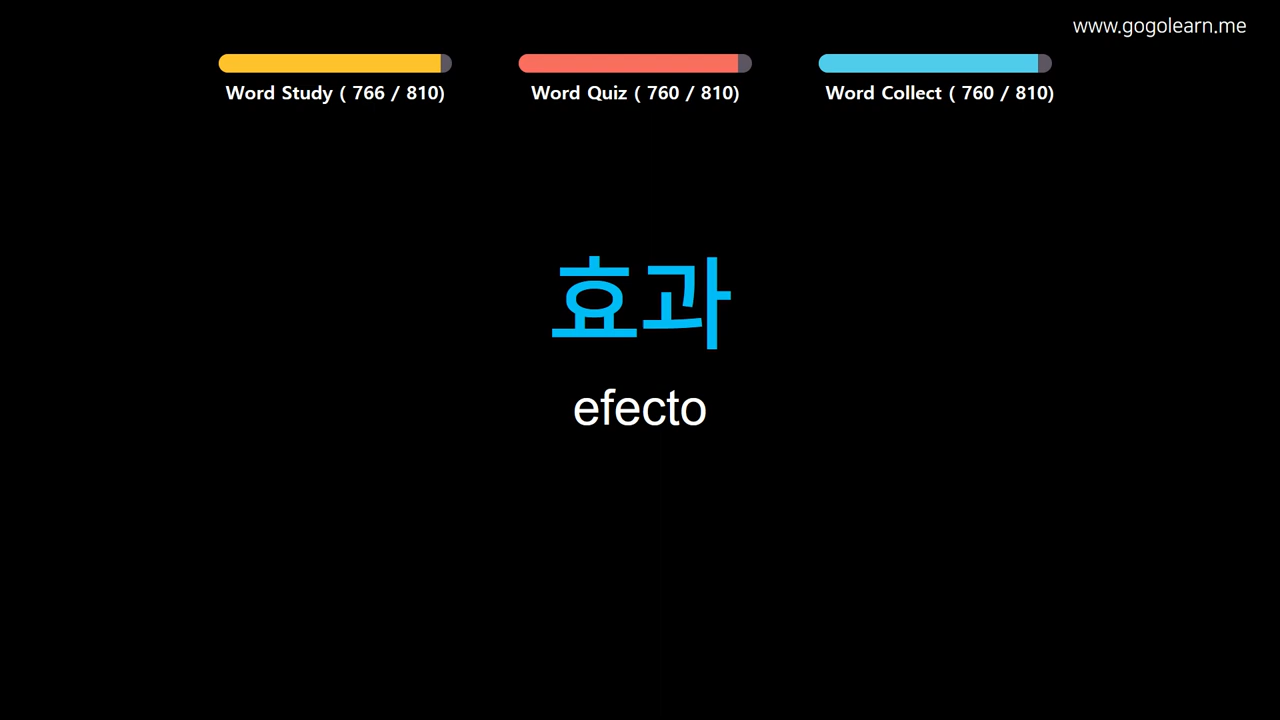 www.gogolearn.me
Word Study ( 766 / 810)
Word Quiz ( 760 / 810)
Word Collect ( 760 / 810)
효과
efecto